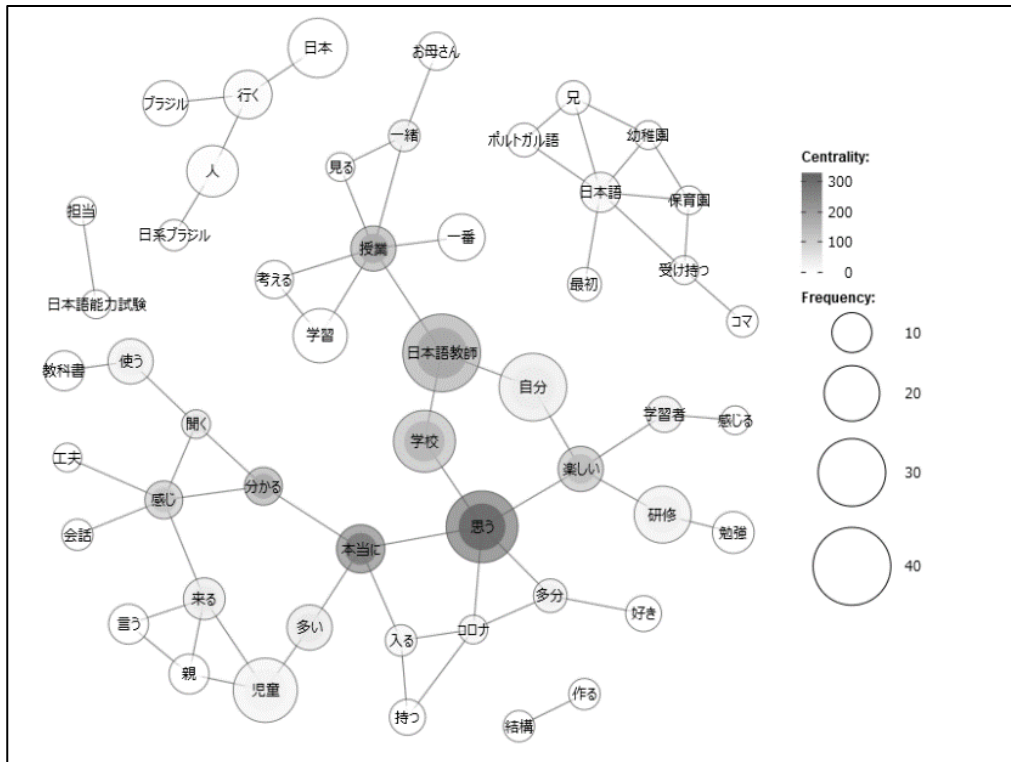 日本
お母さん
ブラジル
行く
兄
ポルトガル語
幼稚園
一緒
見る
人
日本語
保育園
担当
日系ブラジル
授業
一番
受け持つ
考える
最初
日本語能力試験
コマ
学習
日本語教師
使う
教科書
自分
聞く
学校
学習者
感じる
工夫
感じ
分かる
楽しい
研修
勉強
会話
本当に
思う
来る
多分
言う
多い
入る
コロナ
好き
親
児童
持つ
作る
結構
Centrality:
300
200
100
0
Frequency:
10
20
30
40